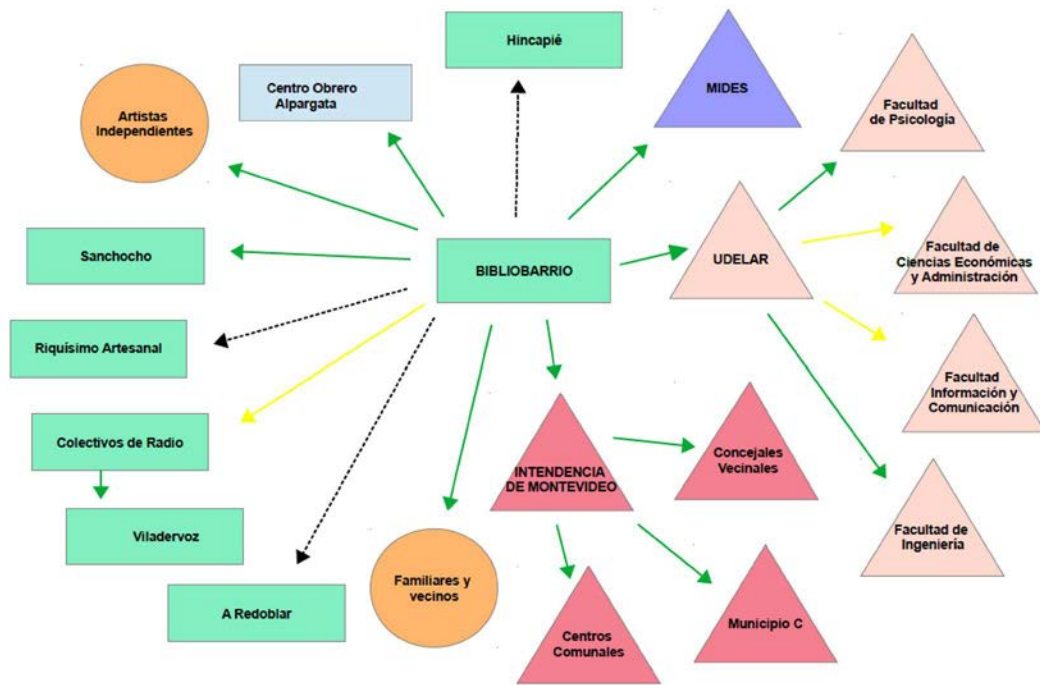 Hincapié
MIDES
Facultad
de Psicología
Centro Obrero
Alpargata
Artistas
Independientes
Sanchocho
BIBLIOBARRIO
UDELAR
Facultad de
Ciencias Económicas
y Administración
Riquísimo Artesanal
Facultad
Información y
Comunicación
Colectivos de Radio
INTENDENCIA
DE MONTEVIDEO
Concejales
Vecinales
Viladervoz
Facultad de
Ingeniería
Familiares y
vecinos
A Redoblar
Centros
Comunales
Municipio C